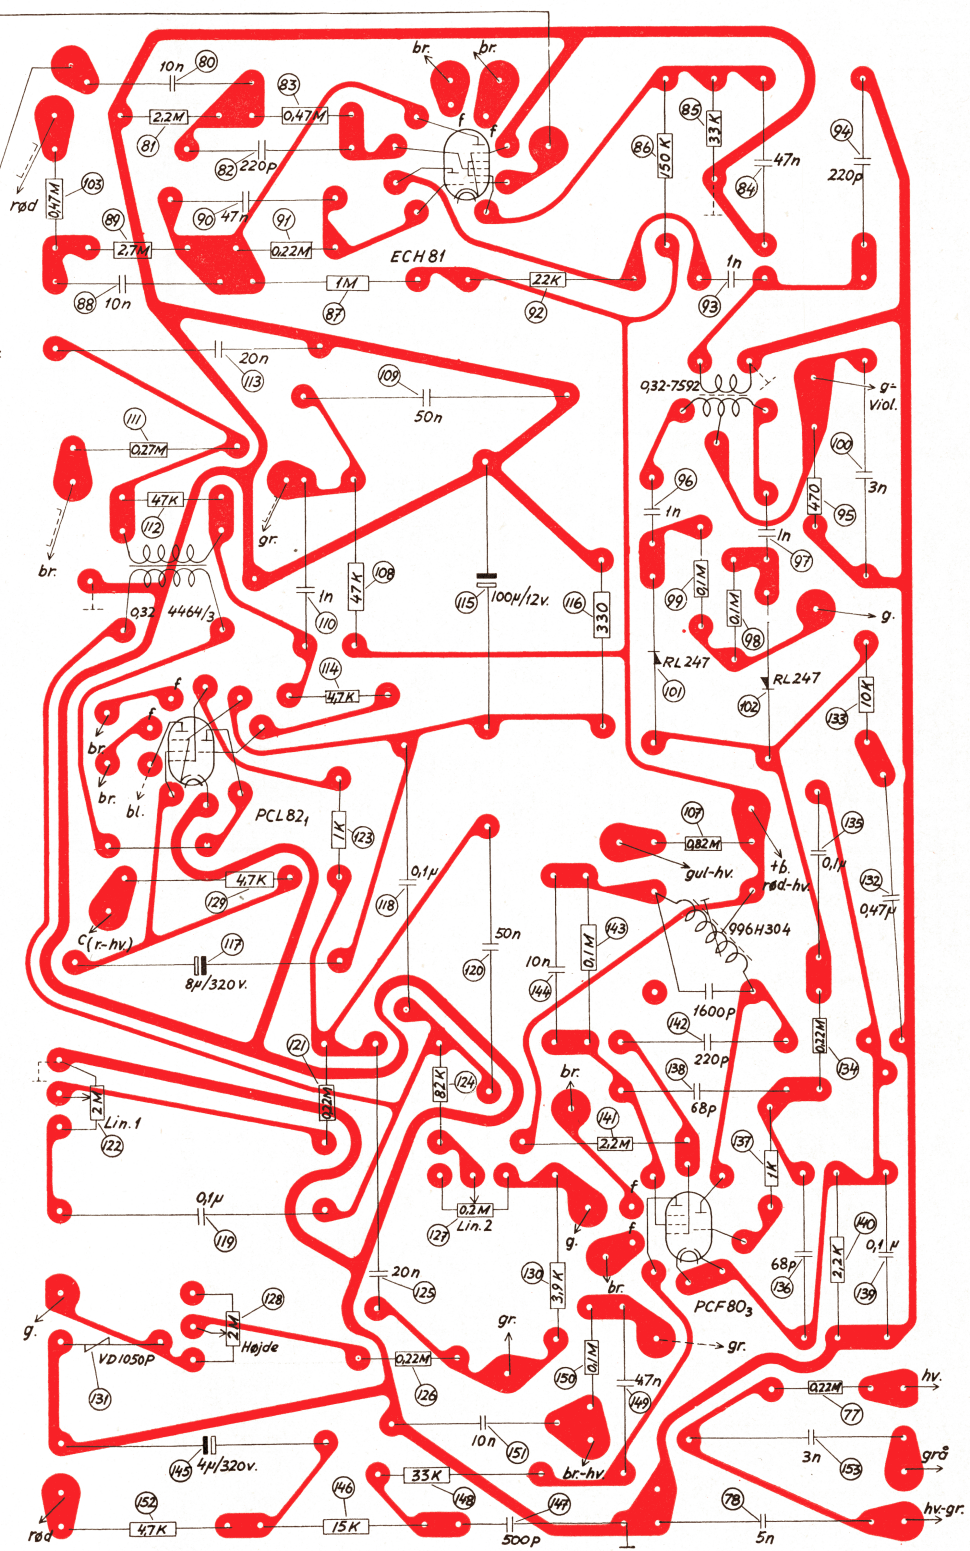 br.
br.
10n
80
83
2,2M
0,47M
f
f
81
85
33K
94
82
220p
86
150K
47n
84
220p
103
0,47M
rød
90
47n
89
91
2,7M
0,22M
ECH 81
88
10n
1M
87
22K
92
1n
93
20n
113
109
50n
0,32-7592
g-
Viol.
111
0,27M
100
3n
96
1n
470
95
47K
112
gr.
1n
97
br.
108
47K
99
0,1M
0,1M
98
115
100µ/12v.
116
330
1n
110
0,32
4464/3
g.
RL247
101
RL247
102
114
4,7K
f
f
10K
133
br.
br.
bl.
PCL82₁
1K
123
107
0,82M
135
0,1µ
gul-hv.
+b.
rød-hv.
132
0,47µ
4,7K
129
0,1µ
118
C(r.-hv.)
117
8µ/320v.
50n
120
143
0,1M
996H304
10n
144
1600p
142
220p
0,22M
134
121
0,22M
82K
124
138
68p
br.
2M
Lin.1
122
141
2,2M
137
1K
0,2M
127
Lin.2
f
g.
0,1µ
119
f
140
2,2K
0,1µ
139
68p
136
20n
125
130
3,9K
br.
PCF80₃
128
2M
Højde
g.
VD1050P
131
gr.
gr.
0,22M
126
150
0,1M
47n
149
hv.
0,22M
77
10n
151
br-hv.
3n
153
grå
145
4µ/320v.
33K
148
hv-gr.
rød
152
4,7K
146
15K
147
500p
78
5n